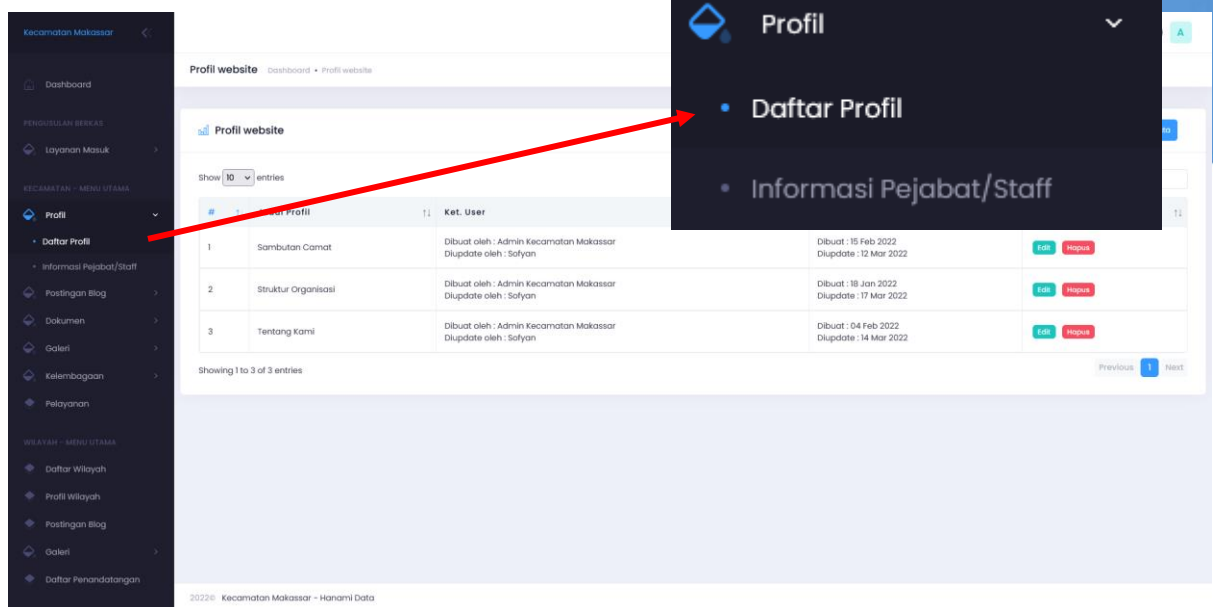 Kecamatan Makassar
A
Dashboard
PENGUSULAN BERKAS
Layanan Masuk
KECAMATAN - MENU UTAMA
Profil
Daftar Profil
Informasi Pejabat/Staff
Postingan Blog
Dokumen
Galeri
Kelembagaan
Pelayanan
WILAYAH - MENU UTAMA
Daftar Wilayah
Profil Wilayah
Postingan Blog
Galeri
Daftar Penandatangan
Profil website Dashboard • Profil website
Profil website
Show 10 entries
# Profil Ket. User
1 Sambutan Camat Dibuat oleh : Admin Kecamatan Makassar Dibuat : 15 Feb 2022 Edit Hapus
Diupdate oleh : Sofyan Diupdate : 12 Mar 2022
2 Struktur Organisasi Dibuat oleh : Admin Kecamatan Makassar Dibuat : 18 Jan 2022 Edit Hapus
Diupdate oleh : Sofyan Diupdate : 17 Mar 2022
3 Tentang Kami Dibuat oleh : Admin Kecamatan Makassar Dibuat : 04 Feb 2022 Edit Hapus
Diupdate oleh : Sofyan Diupdate : 14 Mar 2022
Showing 1 to 3 of 3 entries Previous 1 Next
2022© Kecamatan Makassar - Hanami Data
Profil
Daftar Profil
Informasi Pejabat/Staff